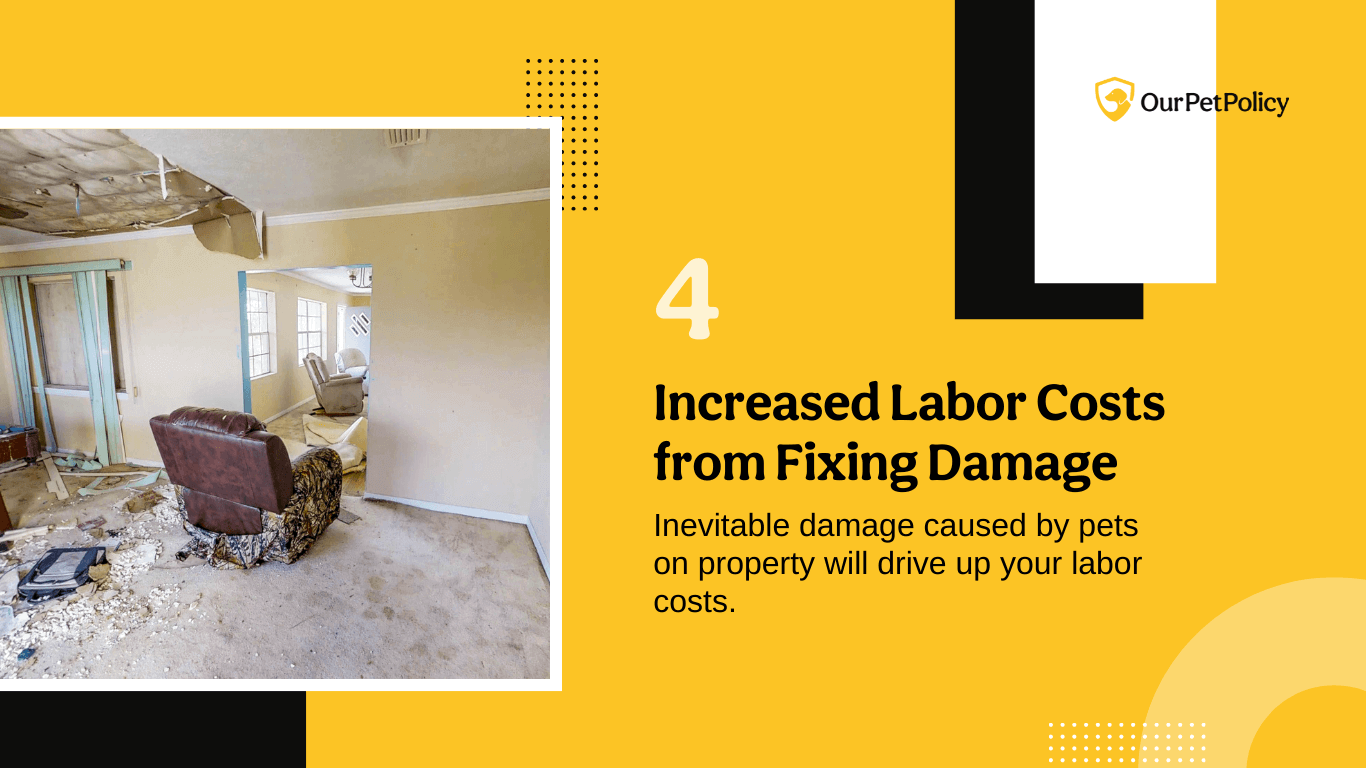 OurPetPolicy
4
Increased Labor Costs
from Fixing Damage
Inevitable damage caused by pets
on property will drive up your labor
costs.